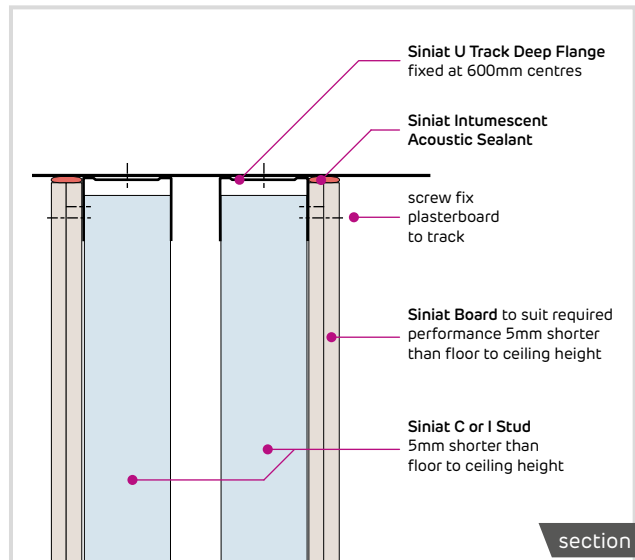 Siniat U Track Deep Flange
fixed at 600mm centres
Siniat Intumescent
Acoustic Sealant
screw fix
plasterboard
to track
Siniat Board to suit required
performance 5mm shorter
than floor to ceiling height
Siniat C or I Stud
5mm shorter than
floor to ceiling height
section